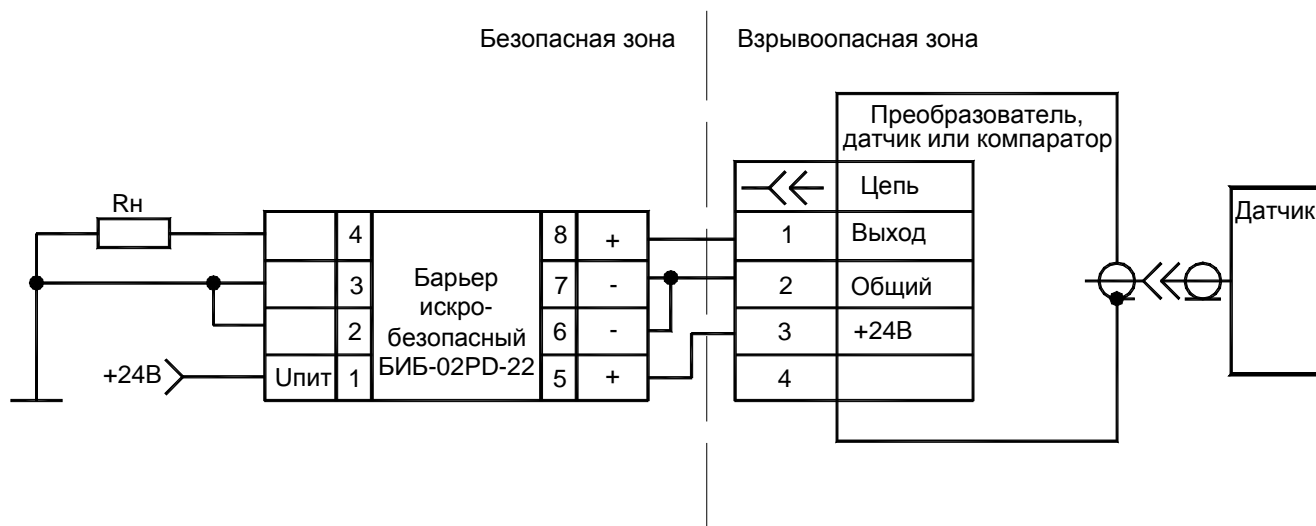 Безопасная зона
Взрывоопасная зона
Преобразователь,
датчик или компаратор
Цепь
Rн
Датчик
4
8
+
1
Выход
Барьер
искро-
безопасный
БИБ-02PD-22
3
7
-
2
Общий
2
6
-
3
+24В
+24В
Uпит
1
5
+
4